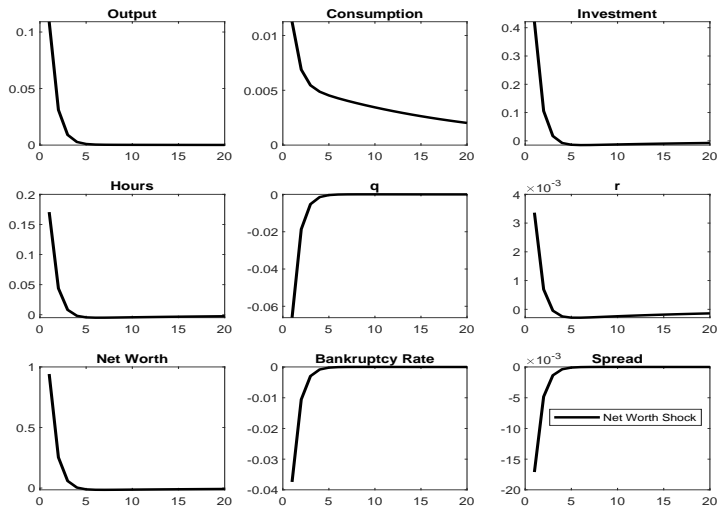 Output
0.1
0.05
0
0 5 10 15 20
Consumption
0.01
0.005
0
0 5 10 15 20
Investment
0.4
0.3
0.2
0.1
0
0 5 10 15 20
Hours
0.2
0.15
0.1
0.05
0
0 5 10 15 20
q
0
-0.02
-0.04
-0.06
0 5 10 15 20
r
×10-3
4
3
2
1
0
0 5 10 15 20
Net Worth
1
0.5
0
0 5 10 15 20
Bankruptcy Rate
0
-0.01
-0.02
-0.03
-0.04
0 5 10 15 20
Spread
×10-3
0
-5
-10
-15
-20
0 5 10 15 20
Net Worth Shock